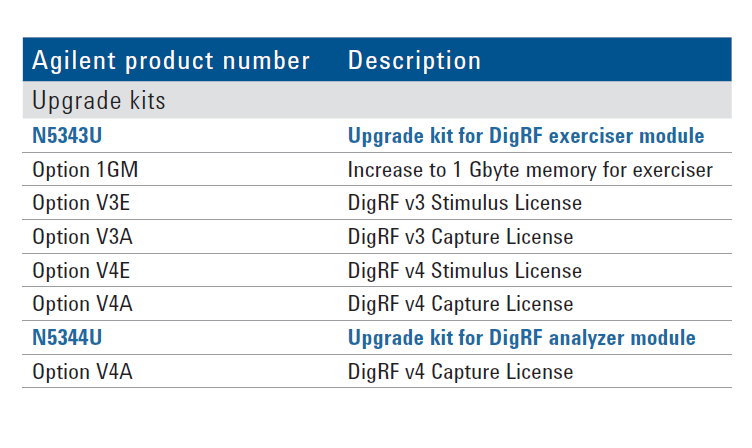 Agilent product number Description
Upgrade kits
N5343U Upgrade kit for DigRF exerciser module
Option 1GM Increase to 1 Gbyte memory for exerciser
Option V3E DigRF v3 Stimulus License
Option V3A DigRF v3 Capture License
Option V4E DigRF v4 Stimulus License
Option V4A DigRF v4 Capture License
N5344U Upgrade kit for DigRF analyzer module
Option V4A DigRF v4 Capture License